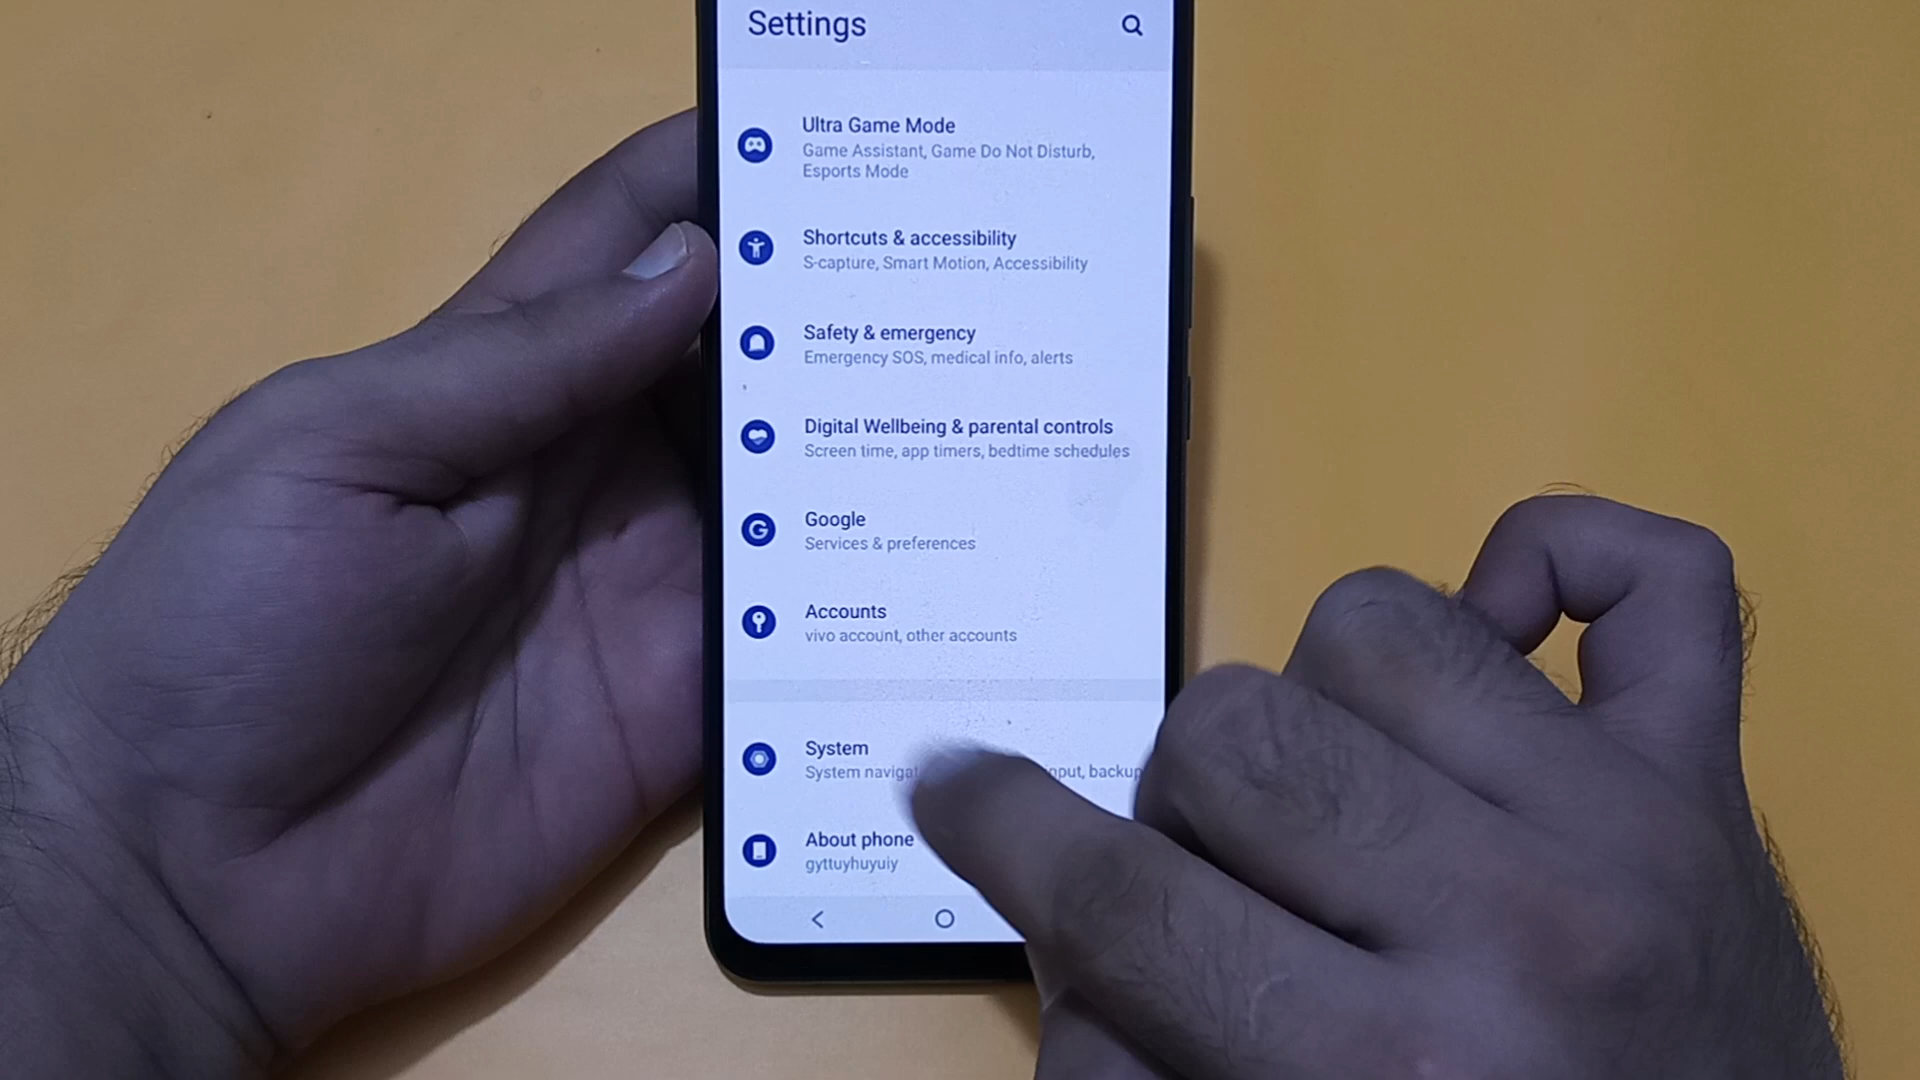 Settings
Ultra Game Mode
Game Assistant, Game Do Not Disturb,
Esports Mode
Shortcuts & accessibility
S-capture, Smart Motion, Accessibility
Safety & emergency
Emergency SOS, medical info, alerts
Digital Wellbeing & parental controls
Screen time, app timers, bedtime schedules
Google
Services & preferences
Accounts
vivo account, other accounts
System
System backup
About phone
gyttuyhuyuiy